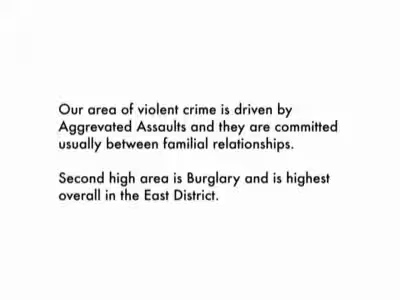 Our area of violent crime is driven by
Aggrevated Assaults and they are committed
usually between familial relationships.
Second high area is Burglary and is highest
overall in the East District.